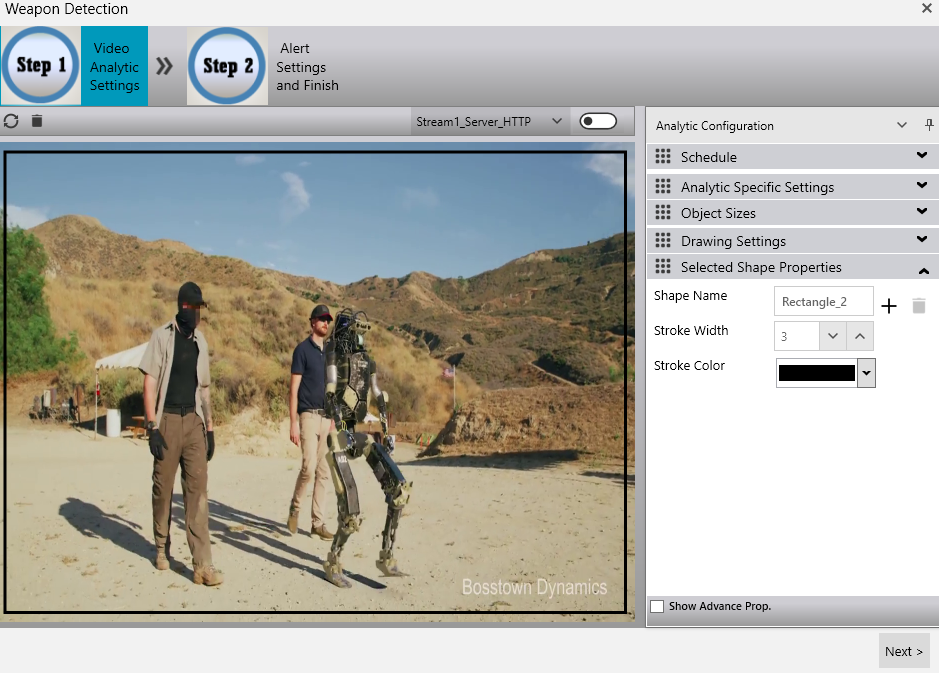 Weapon Detection
Step 1
Video
Analytic
Settings
Step 2
Alert
Settings
and Finish
Stream1_Server_HTTP
Analytic Configuration
Schedule
Analytic Specific Settings
Object Sizes
Drawing Settings
Selected Shape Properties
Shape Name
Rectangle_2
Stroke Width
3
Stroke Color
Bosstown Dynamics
Show Advance Prop.
Next >